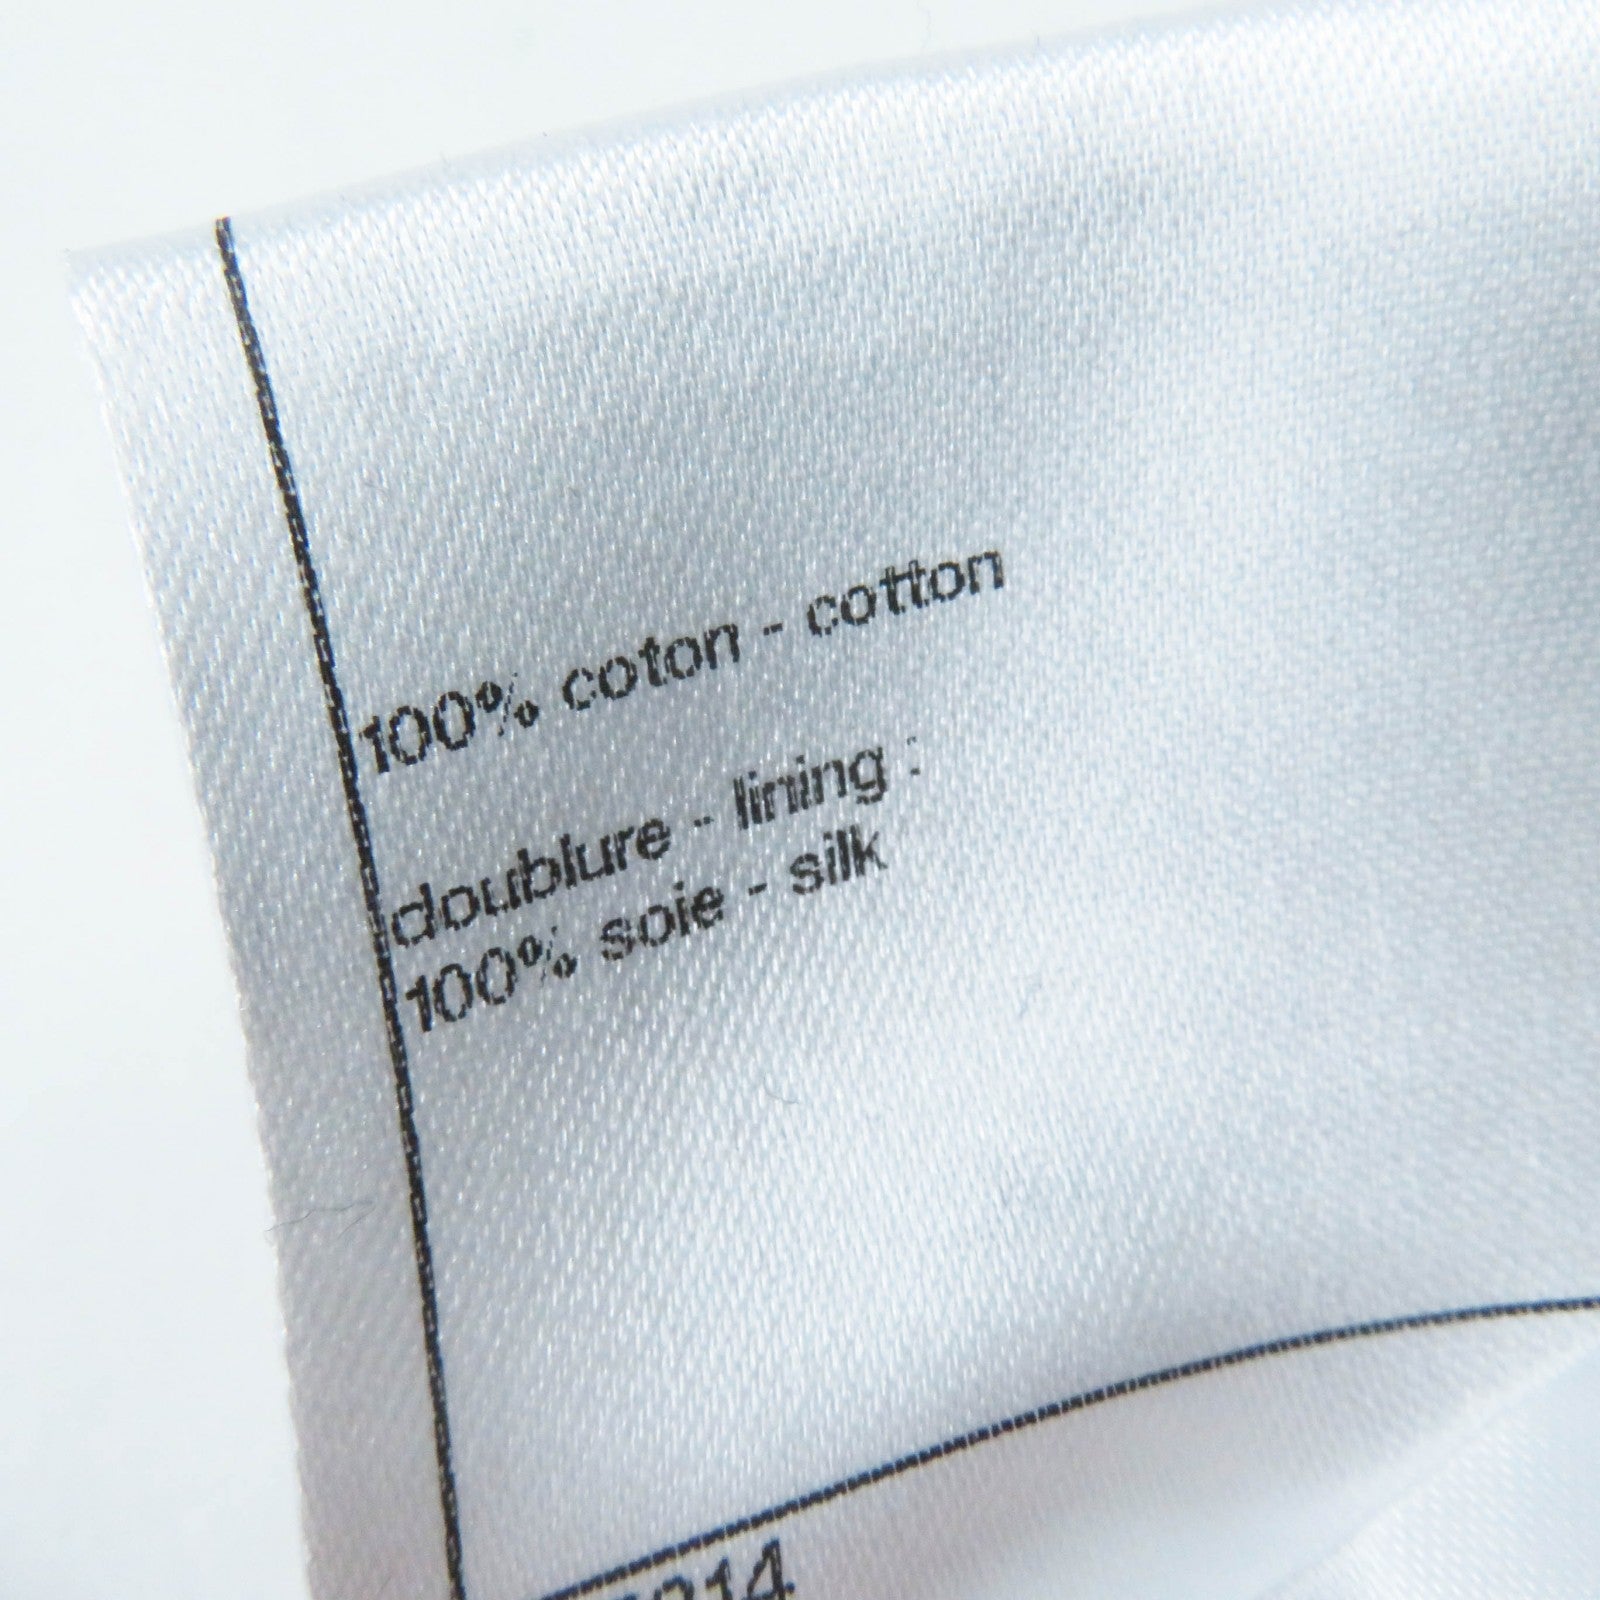 100% coton - cotton
doublure - lining :
100% soie - silk